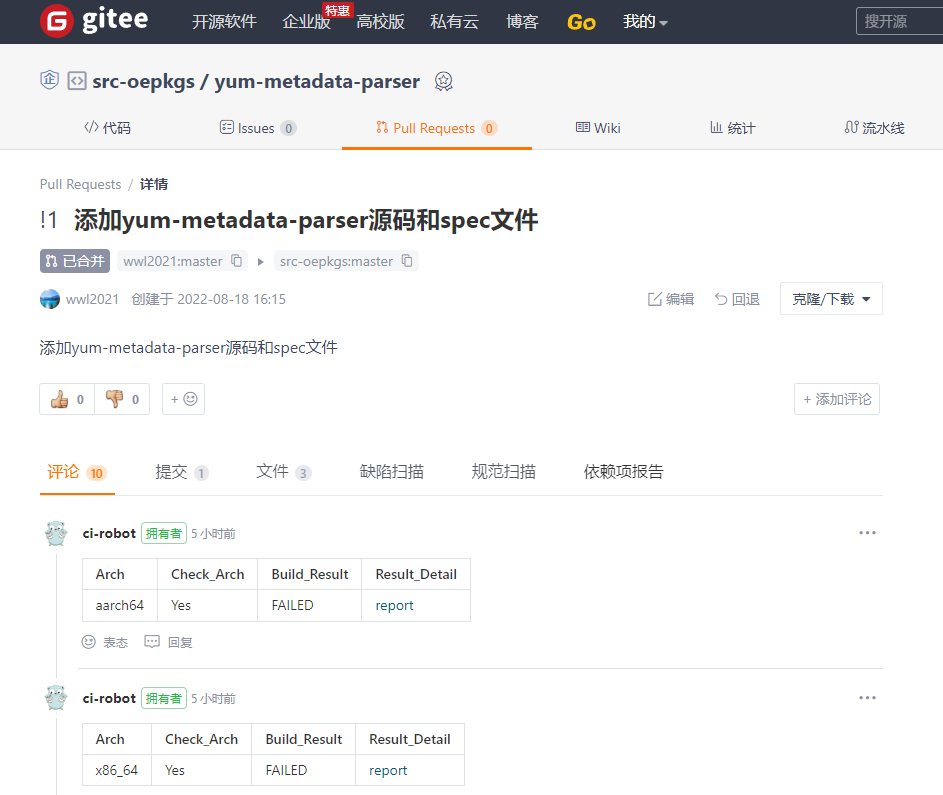 gitee 开源软件 企业版 特惠 高校版 私有云 博客 Go 我的 搜开源
src-oepkgs / yum-metadata-parser
代码 Issues 0 Pull Requests 0 Wiki 统计 流水线
Pull Requests / 详情
!1 添加yum-metadata-parser源码和spec文件
已合并 wwl2021:master src-oepkgs:master
wwl2021 创建于 2022-08-18 16:15 编辑 回退 克隆/下载
添加yum-metadata-parser源码和spec文件
0 0 + + 添加评论
评论 10 提交 1 文件 3 缺陷扫描 规范扫描 依赖项报告
ci-robot 拥有者 5 小时前
Arch Check_Arch Build_Result Result_Detail
aarch64 Yes FAILED report
表态 回复
ci-robot 拥有者 5 小时前
Arch Check_Arch Build_Result Result_Detail
x86_64 Yes FAILED report